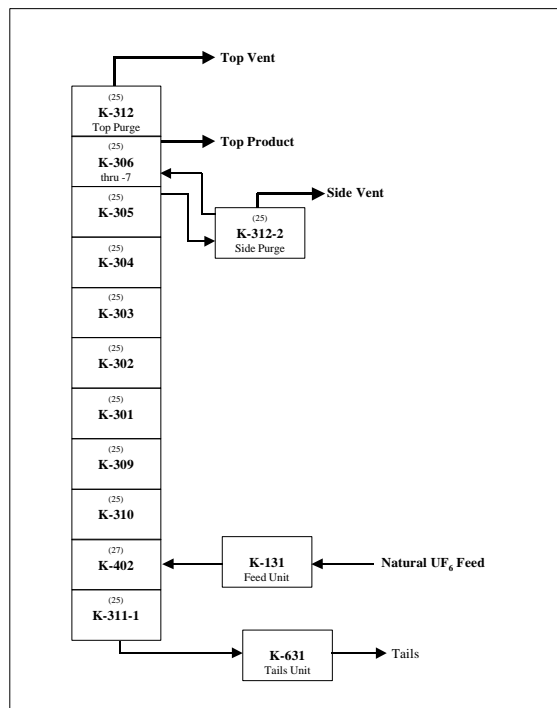 Top Vent
(25)
K-312
Top Purge
Top Product
(25)
K-306
thru -7
Side Vent
(25)
K-305
(25)
K-312-2
Side Purge
(25)
K-304
(25)
K-303
(25)
K-302
(25)
K-301
(25)
K-309
(25)
K-310
(27)
K-402
K-131
Feed Unit
Natural UF₆ Feed
(25)
K-311-1
K-631
Tails Unit
Tails